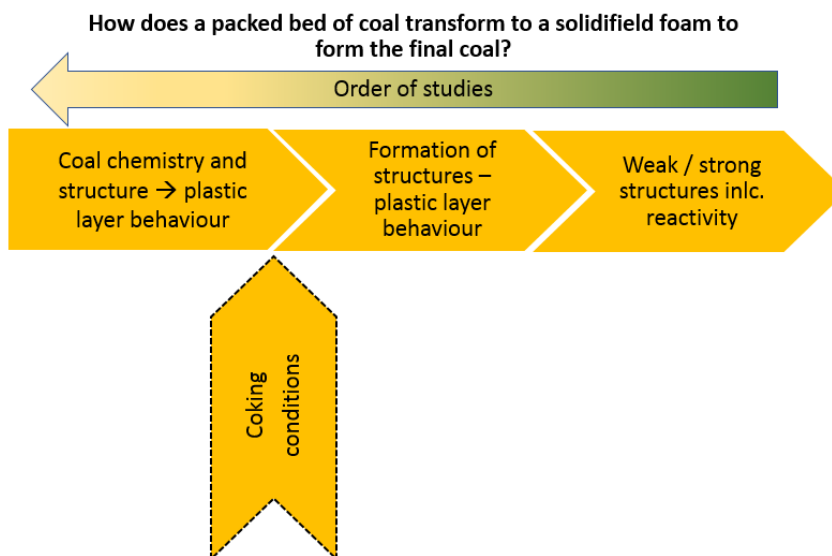 How does a packed bed of coal transform to a solidifield foam to
form the final coal?
Order of studies
Coal chemistry and
structure → plastic
layer behaviour
Formation of
structures –
plastic layer
behaviour
Weak / strong
structures inlc.
reactivity
Coking
conditions